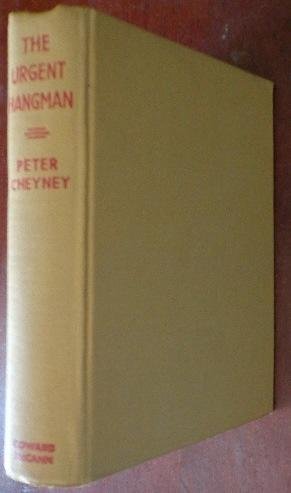 THE
URGENT
HANGMAN
PETER
CHEYNEY
COWARD
McCANN